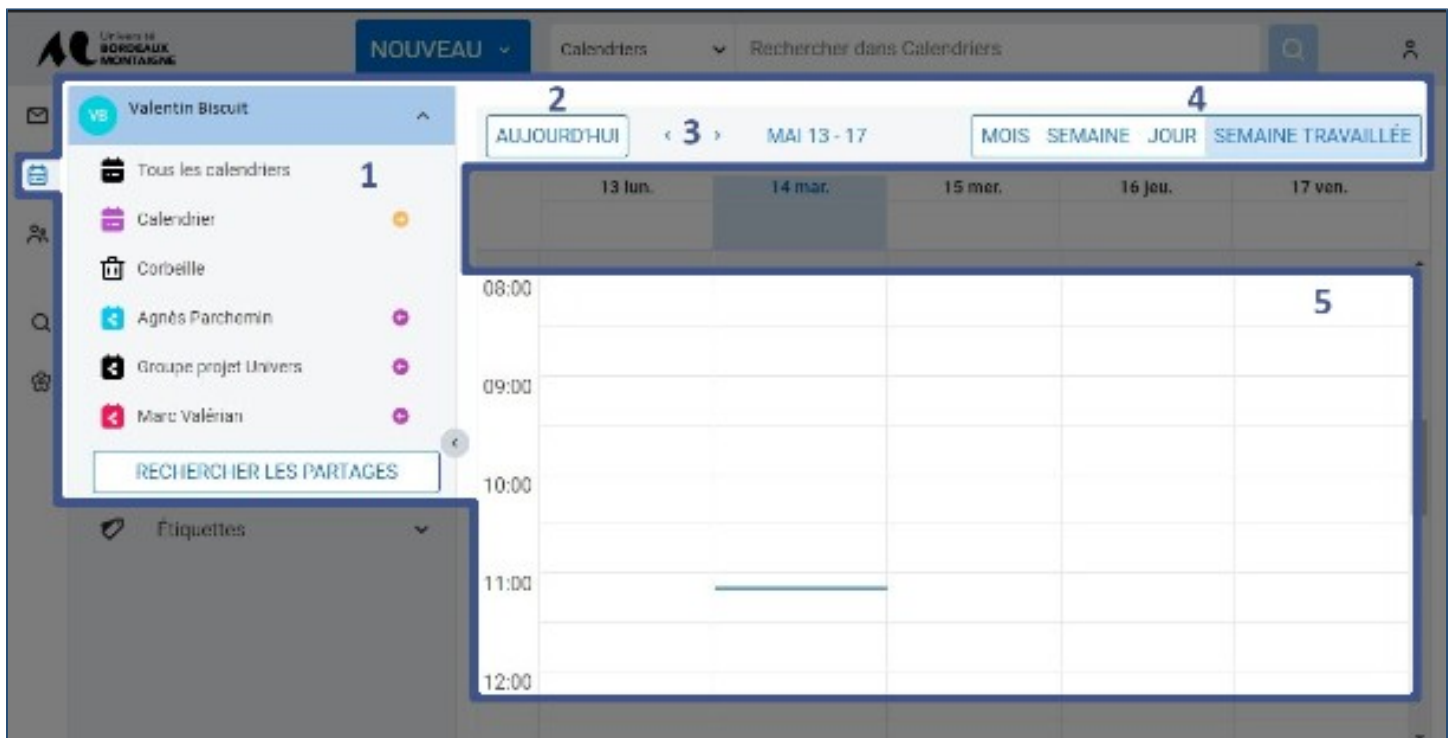 Université
BORDEAUX
MONTAIGNE
NOUVEAU
Calendriers
Rechercher dans Calendriers
VB
Valentin Biscuit
1
Tous les calendriers
Calendrier
Corbeille
Agnès Parchemin
Groupe projet Univers
Marc Valérian
RECHERCHER LES PARTAGES
Étiquettes
2
AUJOURD'HUI
3
MAI 13 - 17
4
MOIS SEMAINE JOUR SEMAINE TRAVAILLÉE
13 lun. 14 mar. 15 mer. 16 jeu. 17 ven.
5
08:00
09:00
10:00
11:00
12:00